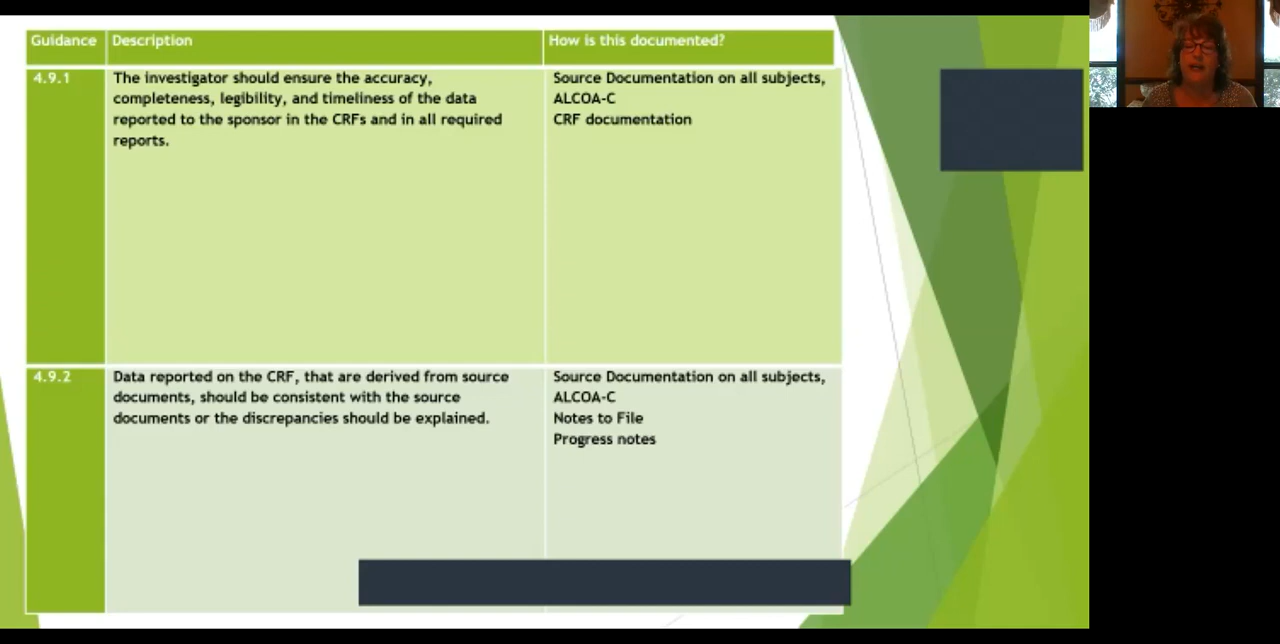 Guidance Description How is this documented?
4.9.1 The investigator should ensure the accuracy, Source Documentation on all subjects,
completeness, legibility, and timeliness of the data ALCOA-C
reported to the sponsor in the CRFs and in all required CRF documentation
reports.
4.9.2 Data reported on the CRF, that are derived from source Source Documentation on all subjects,
documents, should be consistent with the source ALCOA-C
documents or the discrepancies should be explained. Notes to File
Progress notes